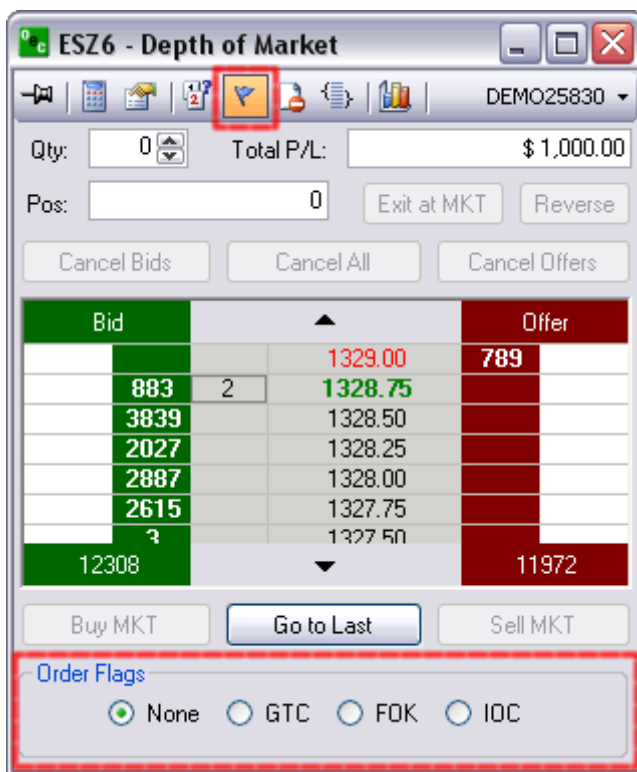 OEC ESZ6 - Depth of Market
DEMO25830
Qty: 0 Total P/L: $ 1,000.00
Pos: 0 Exit at MKT Reverse
Cancel Bids Cancel All Cancel Offers
Bid Offer
1329.00 789
883 2 1328.75
3839 1328.50
2027 1328.25
2887 1328.00
2615 1327.75
3 1327.50
12308 11972
Buy MKT Go to Last Sell MKT
Order Flags
None GTC FOK IOC